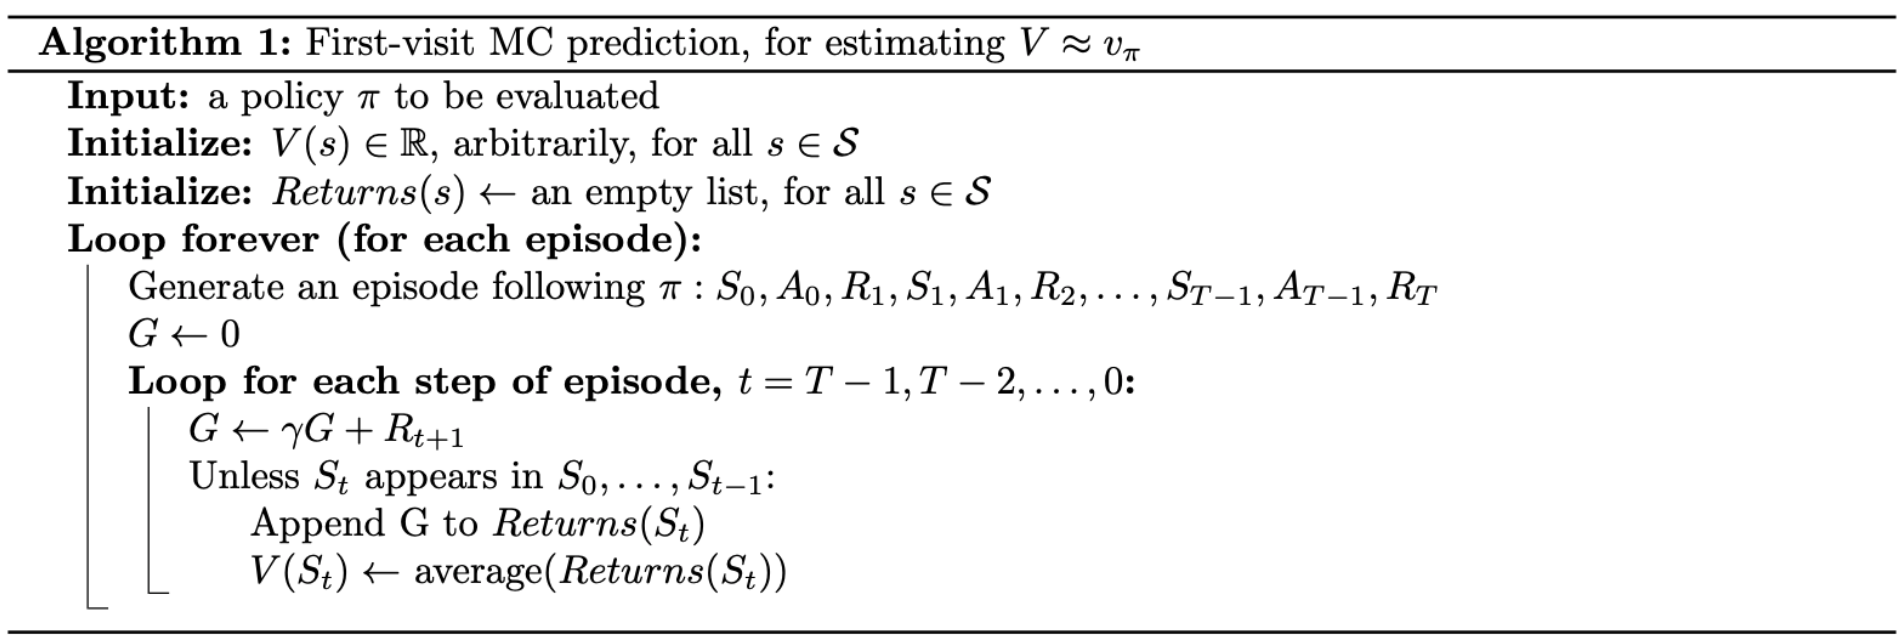 Algorithm 1: First-visit MC prediction, for estimating V ≈ v_π
Input: a policy π to be evaluated
Initialize: V(s) ∈ ℝ, arbitrarily, for all s ∈ 𝒮
Initialize: Returns(s) ← an empty list, for all s ∈ 𝒮
Loop forever (for each episode):
Generate an episode following π : S_0, A_0, R_1, S_1, A_1, R_2, . . . , S_{T−1}, A_{T−1}, R_T
G ← 0
Loop for each step of episode, t = T − 1, T − 2, . . . , 0:
G ← γG + R_{t+1}
Unless S_t appears in S_0, . . . , S_{t−1}:
Append G to Returns(S_t)
V(S_t) ← average(Returns(S_t))